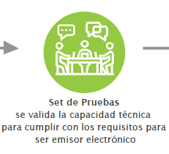 Set de Pruebas
se valida la capacidad técnica
para cumplir con los requisitos para
ser emisor electrónico